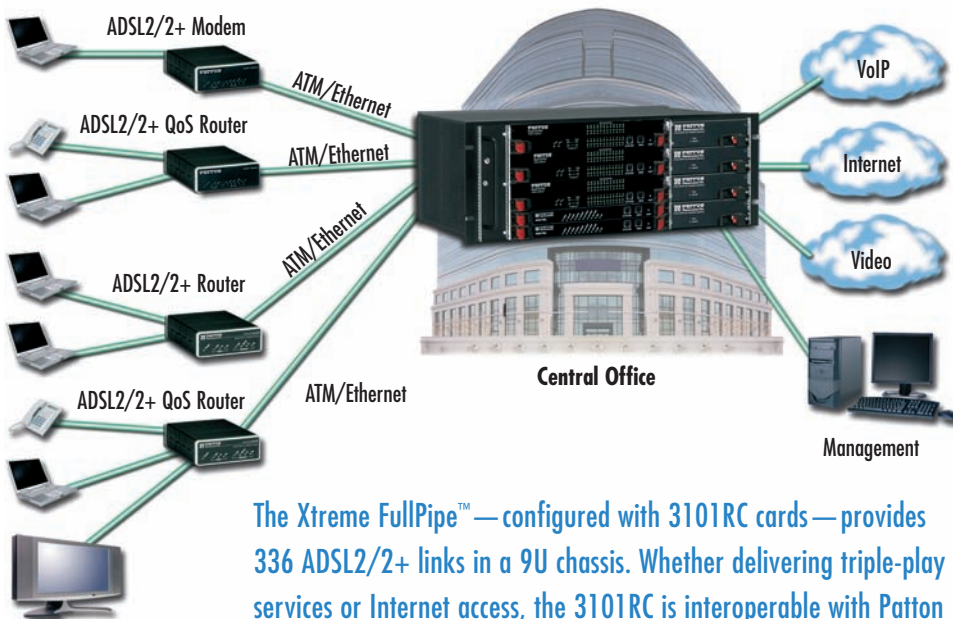 ADSL2/2+ Modem
ATM/Ethernet
VoIP
ADSL2/2+ QoS Router
ATM/Ethernet
Internet
ATM/Ethernet
ADSL2/2+ Router
Video
Central Office
ADSL2/2+ QoS Router
ATM/Ethernet
Management
The Xtreme FullPipe™—configured with 3101RC cards—provides
336 ADSL2/2+ links in a 9U chassis. Whether delivering triple-play
services or Internet access, the 3101RC is interoperable with Patton